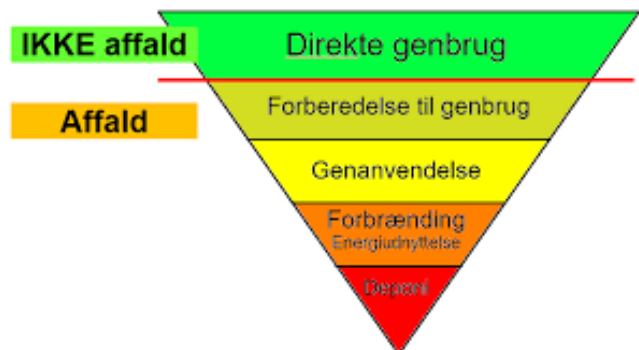 IKKE affald
Direkte genbrug
Affald
Forberedelse til genbrug
Genanvendelse
Forbrænding
Energiudnyttelse
Deponi